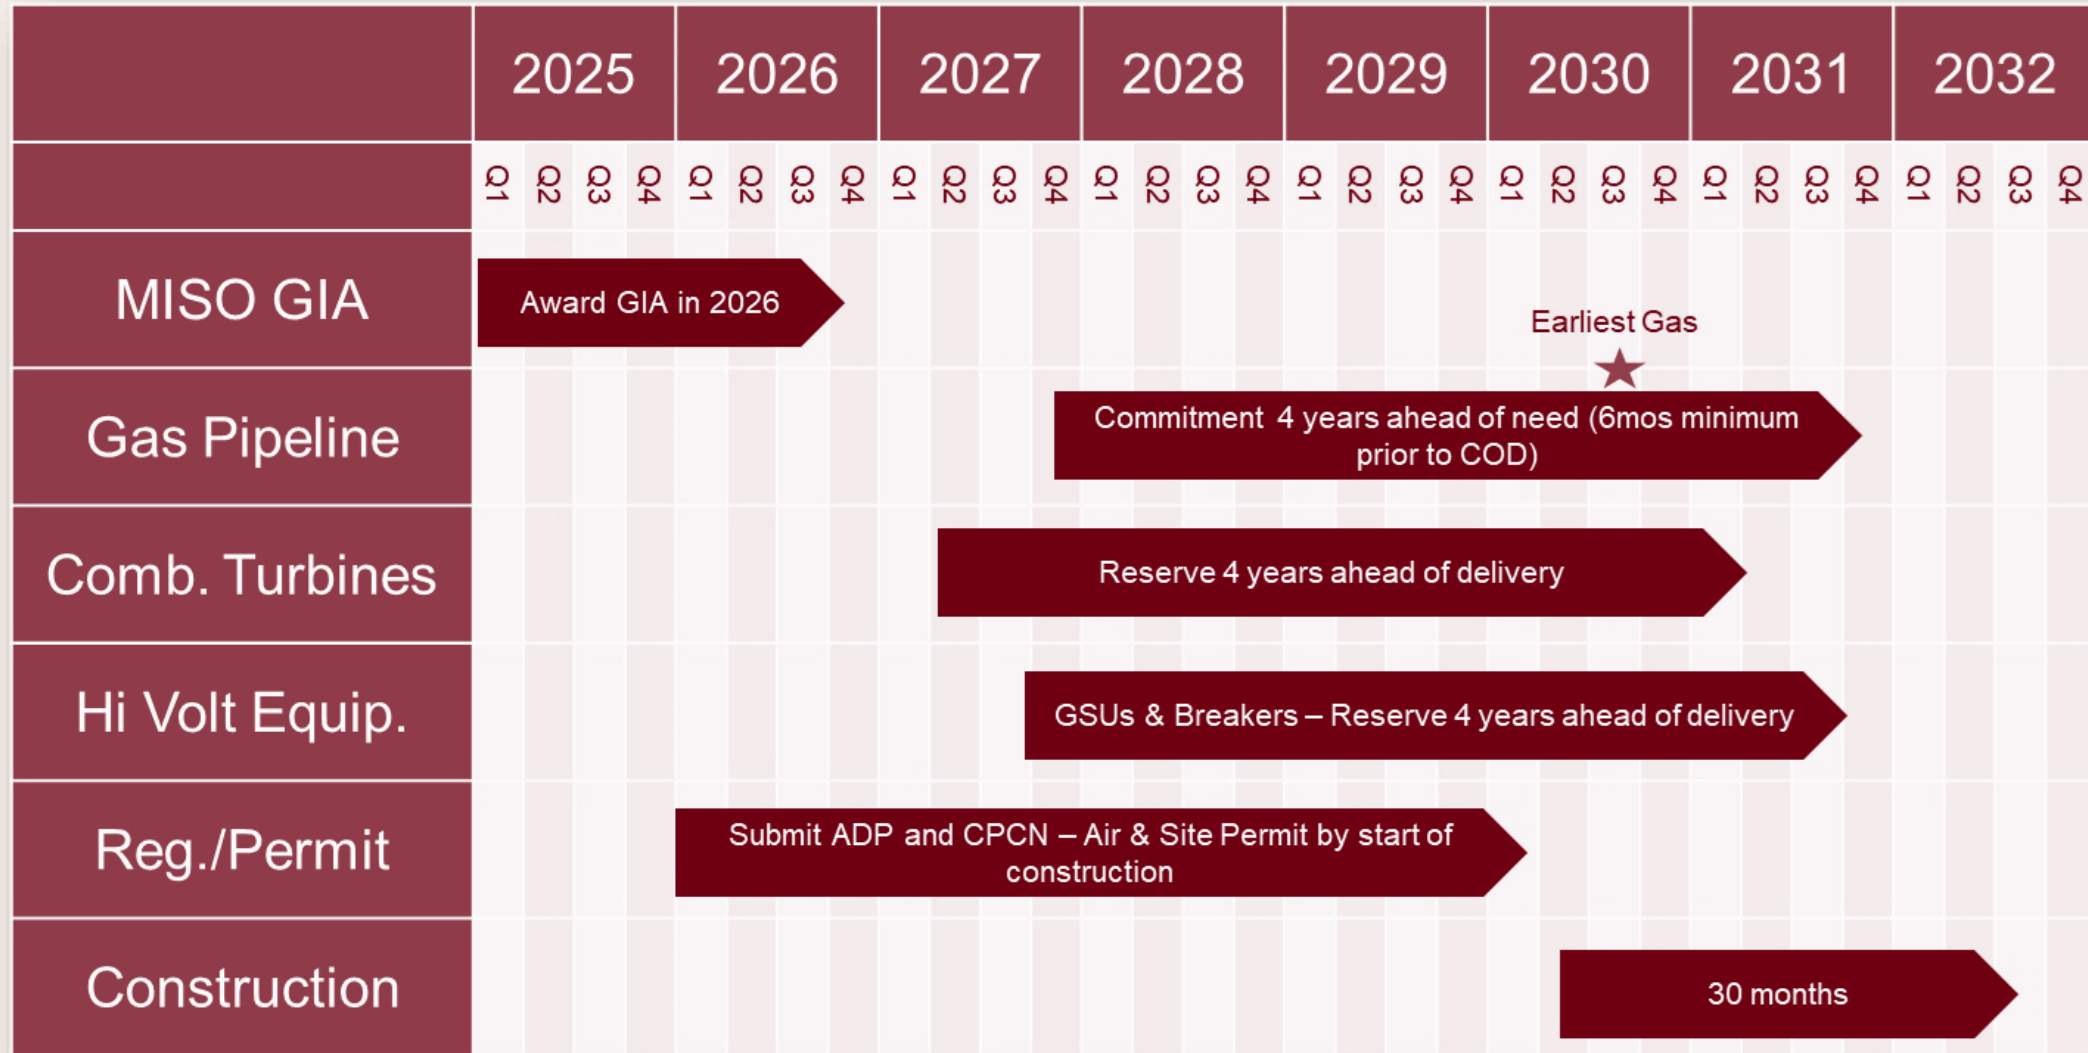 2025 2026 2027 2028 2029 2030 2031 2032
Q1 Q2 Q3 Q4 Q1 Q2 Q3 Q4 Q1 Q2 Q3 Q4 Q1 Q2 Q3 Q4 Q1 Q2 Q3 Q4 Q1 Q2 Q3 Q4 Q1 Q2 Q3 Q4 Q1 Q2 Q3 Q4
MISO GIA
Award GIA in 2026
Earliest Gas
Gas Pipeline
Commitment 4 years ahead of need (6mos minimum
prior to COD)
Comb. Turbines
Reserve 4 years ahead of delivery
Hi Volt Equip.
GSUs & Breakers – Reserve 4 years ahead of delivery
Reg./Permit
Submit ADP and CPCN – Air & Site Permit by start of
construction
Construction
30 months